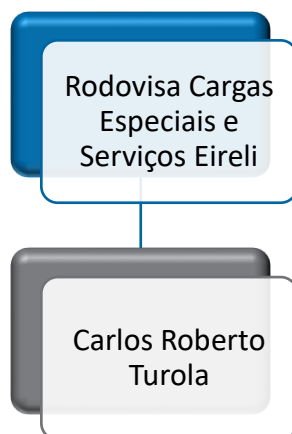 Rodovisa Cargas
Especiais e
Serviços Eireli
Carlos Roberto
Turola